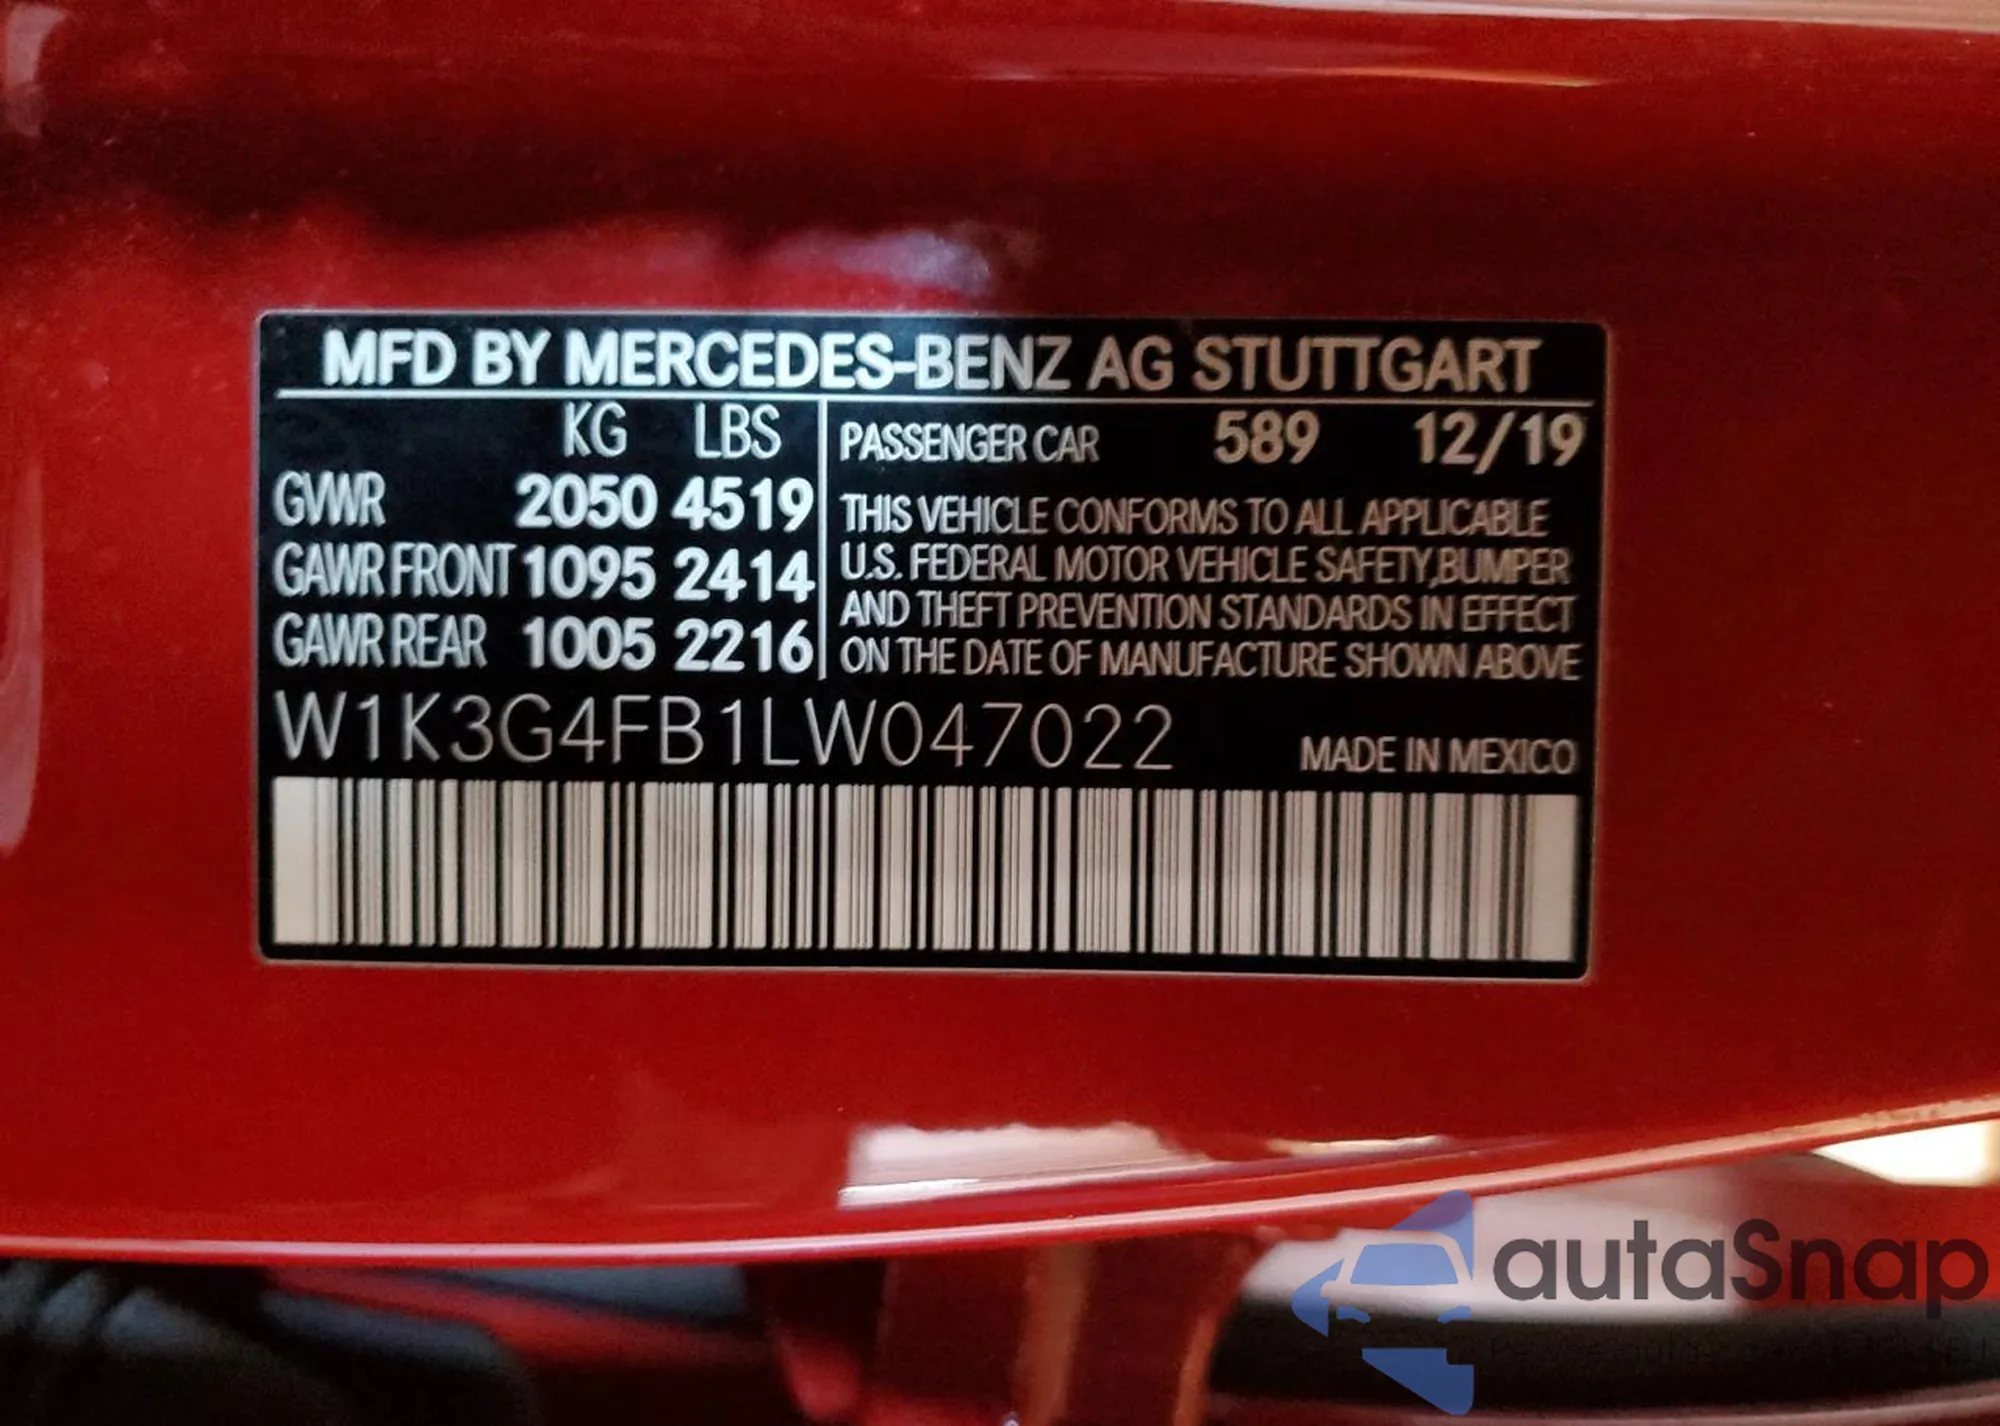 MFD BY MERCEDES-BENZ AG STUTTGART
KG LBS
GVWR 2050 4519
GAWR FRONT 1095 2414
GAWR REAR 1005 2216
PASSENGER CAR 589 12/19
THIS VEHICLE CONFORMS TO ALL APPLICABLE
U.S. FEDERAL MOTOR VEHICLE SAFETY,BUMPER
AND THEFT PREVENTION STANDARDS IN EFFECT
ON THE DATE OF MANUFACTURE SHOWN ABOVE
W1K3G4FB1LW047022
MADE IN MEXICO
autaSnap